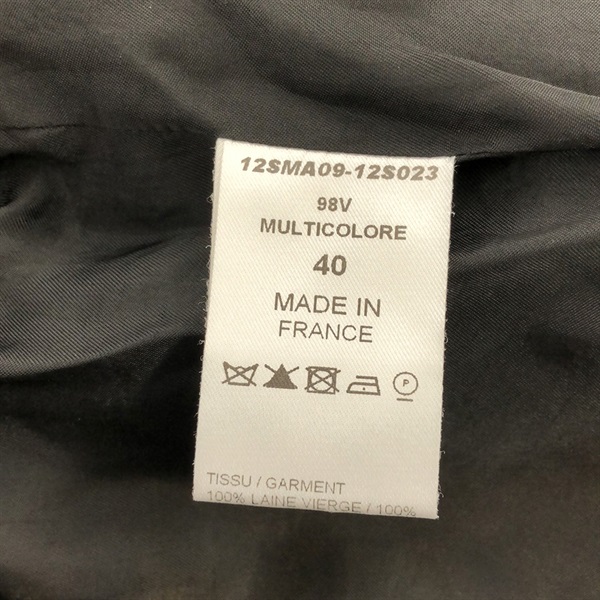 12SMA09-12S023
98V
MULTICOLORE
40
MADE IN
FRANCE
P
TISSU / GARMENT
100% LAINE VIERGE / 100%